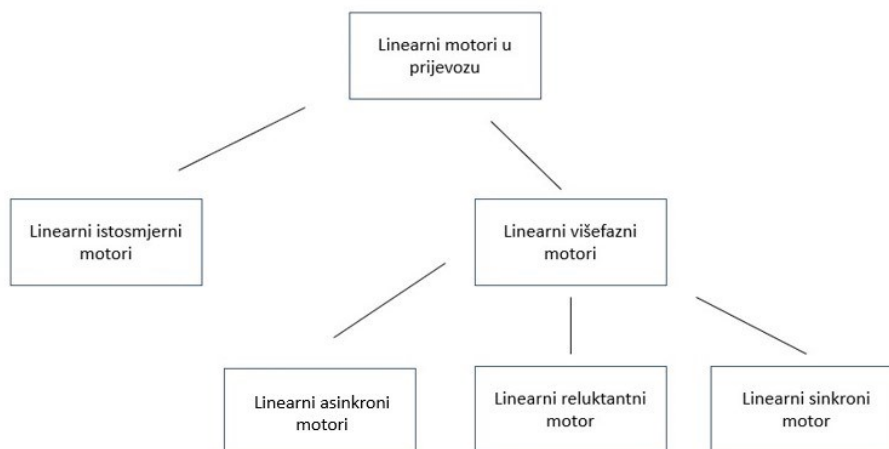 Linearni motori u
prijevozu
Linearni istosmjerni
motori
Linearni višefazni
motori
Linearni asinkroni
motori
Linearni reluktantni
motor
Linearni sinkroni
motor